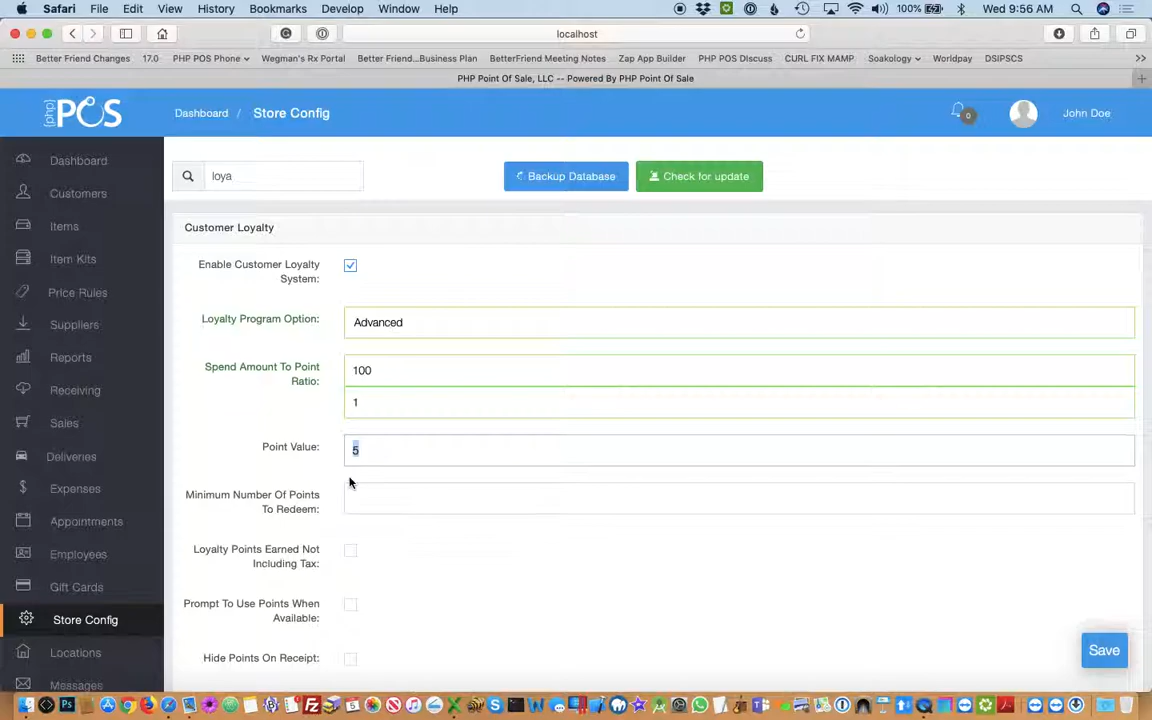 Safari File Edit View History Bookmarks Develop Window Help 100% Wed 9:56 AM
localhost
Better Friend Changes 17.0 PHP POS Phone Wegman's Rx Portal Better Friend...Business Plan BetterFriend Meeting Notes Zap App Builder PHP POS DIscuss CURL FIX MAMP Soakology Worldpay DSIPSCS
PHP Point Of Sale, LLC -- Powered By PHP Point Of Sale
[php] POS Dashboard / Store Config 0 John Doe
Dashboard
Customers
Items
Item Kits
Price Rules
Suppliers
Reports
Receiving
Sales
Deliveries
Expenses
Appointments
Employees
Gift Cards
Store Config
Locations
Messages
loya Backup Database Check for update
Customer Loyalty
Enable Customer Loyalty
System:
Loyalty Program Option: Advanced
Spend Amount To Point
Ratio:
100
1
Point Value: 5
Minimum Number Of Points
To Redeem:
Loyalty Points Earned Not
Including Tax:
Prompt To Use Points When
Available:
Hide Points On Receipt:
Save